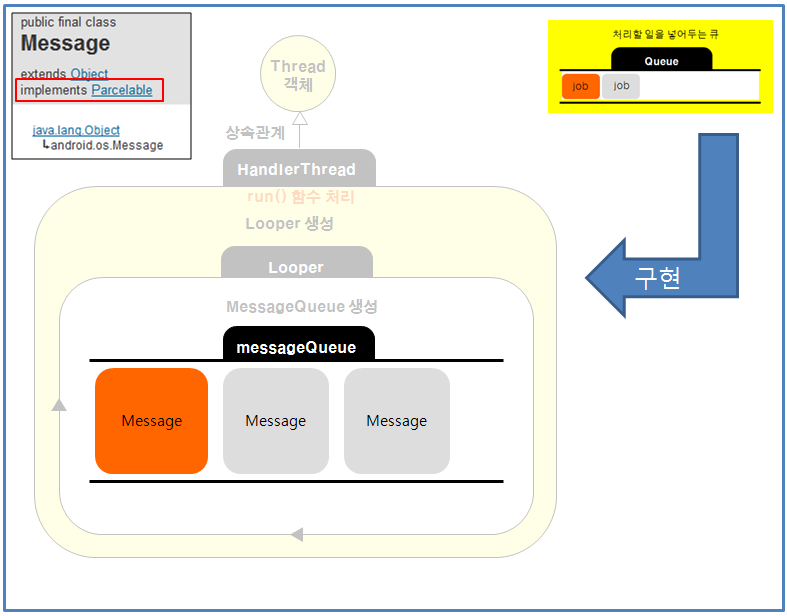 public final class
Message
extends Object
implements Parcelable
java.lang.Object
↳android.os.Message
처리할 일을 넣어두는 큐
Queue
job
job
Thread
객체
상속관계
HandlerThread
run() 함수 처리
Looper 생성
Looper
구현
MessageQueue 생성
messageQueue
Message
Message
Message